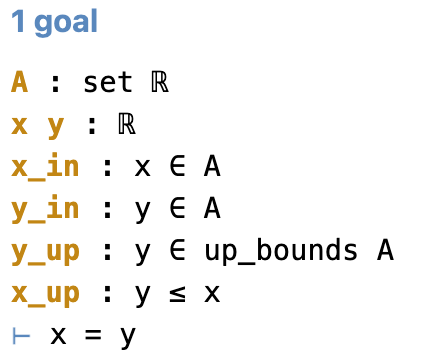 1 goal
A : set ℝ
x y : ℝ
x_in : x ∈ A
y_in : y ∈ A
y_up : y ∈ up_bounds A
x_up : y ≤ x
⊢ x = y